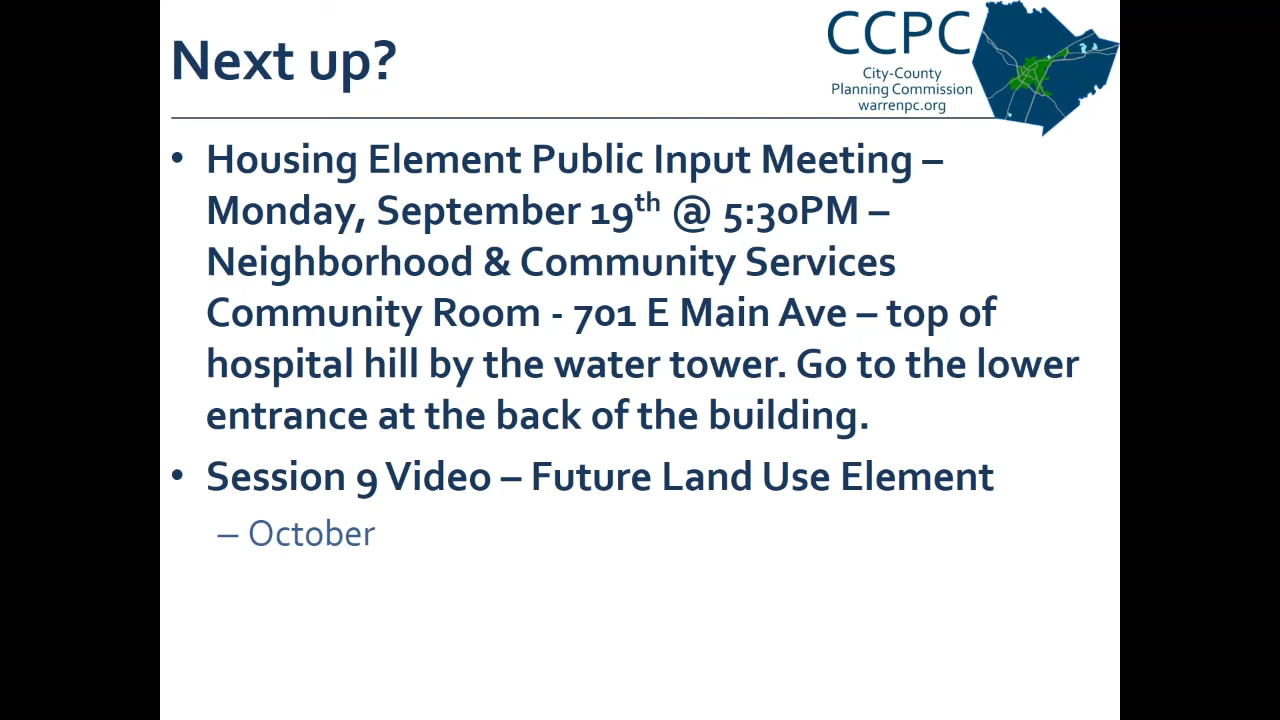 Next up?
CCPC
City-County
Planning Commission
warrenpc.org
• Housing Element Public Input Meeting –
Monday, September 19th @ 5:30PM –
Neighborhood & Community Services
Community Room - 701 E Main Ave – top of
hospital hill by the water tower. Go to the lower
entrance at the back of the building.
• Session 9 Video – Future Land Use Element
– October